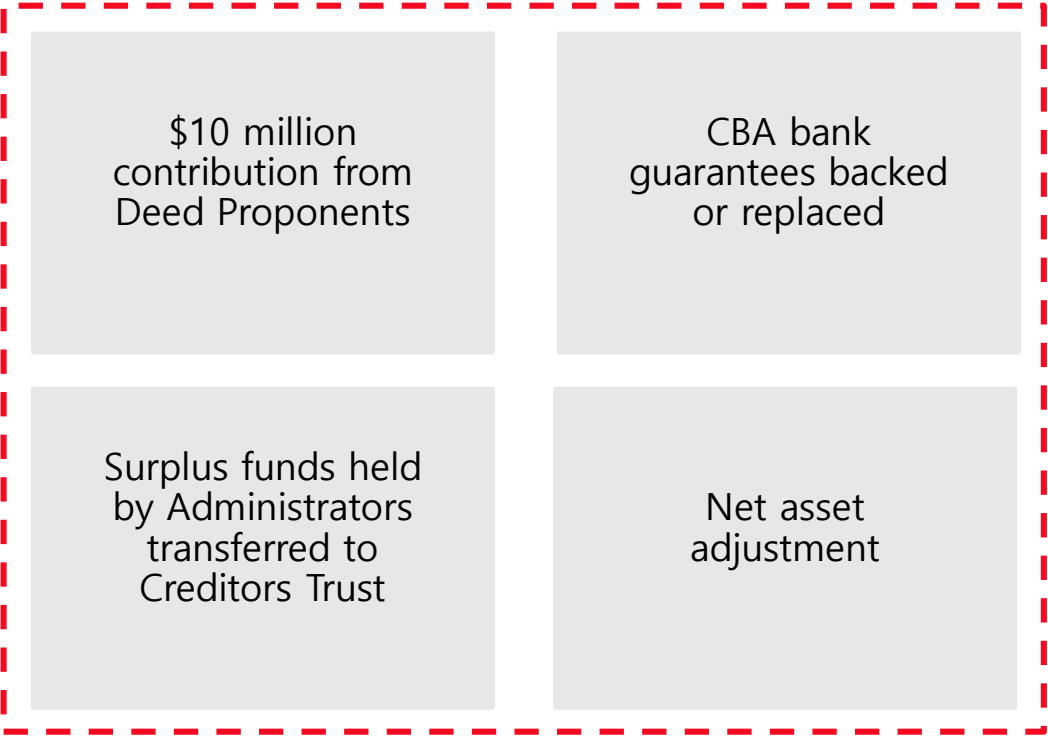 $10 million
contribution from
Deed Proponents
CBA bank
guarantees backed
or replaced
Surplus funds held
by Administrators
transferred to
Creditors Trust
Net asset
adjustment